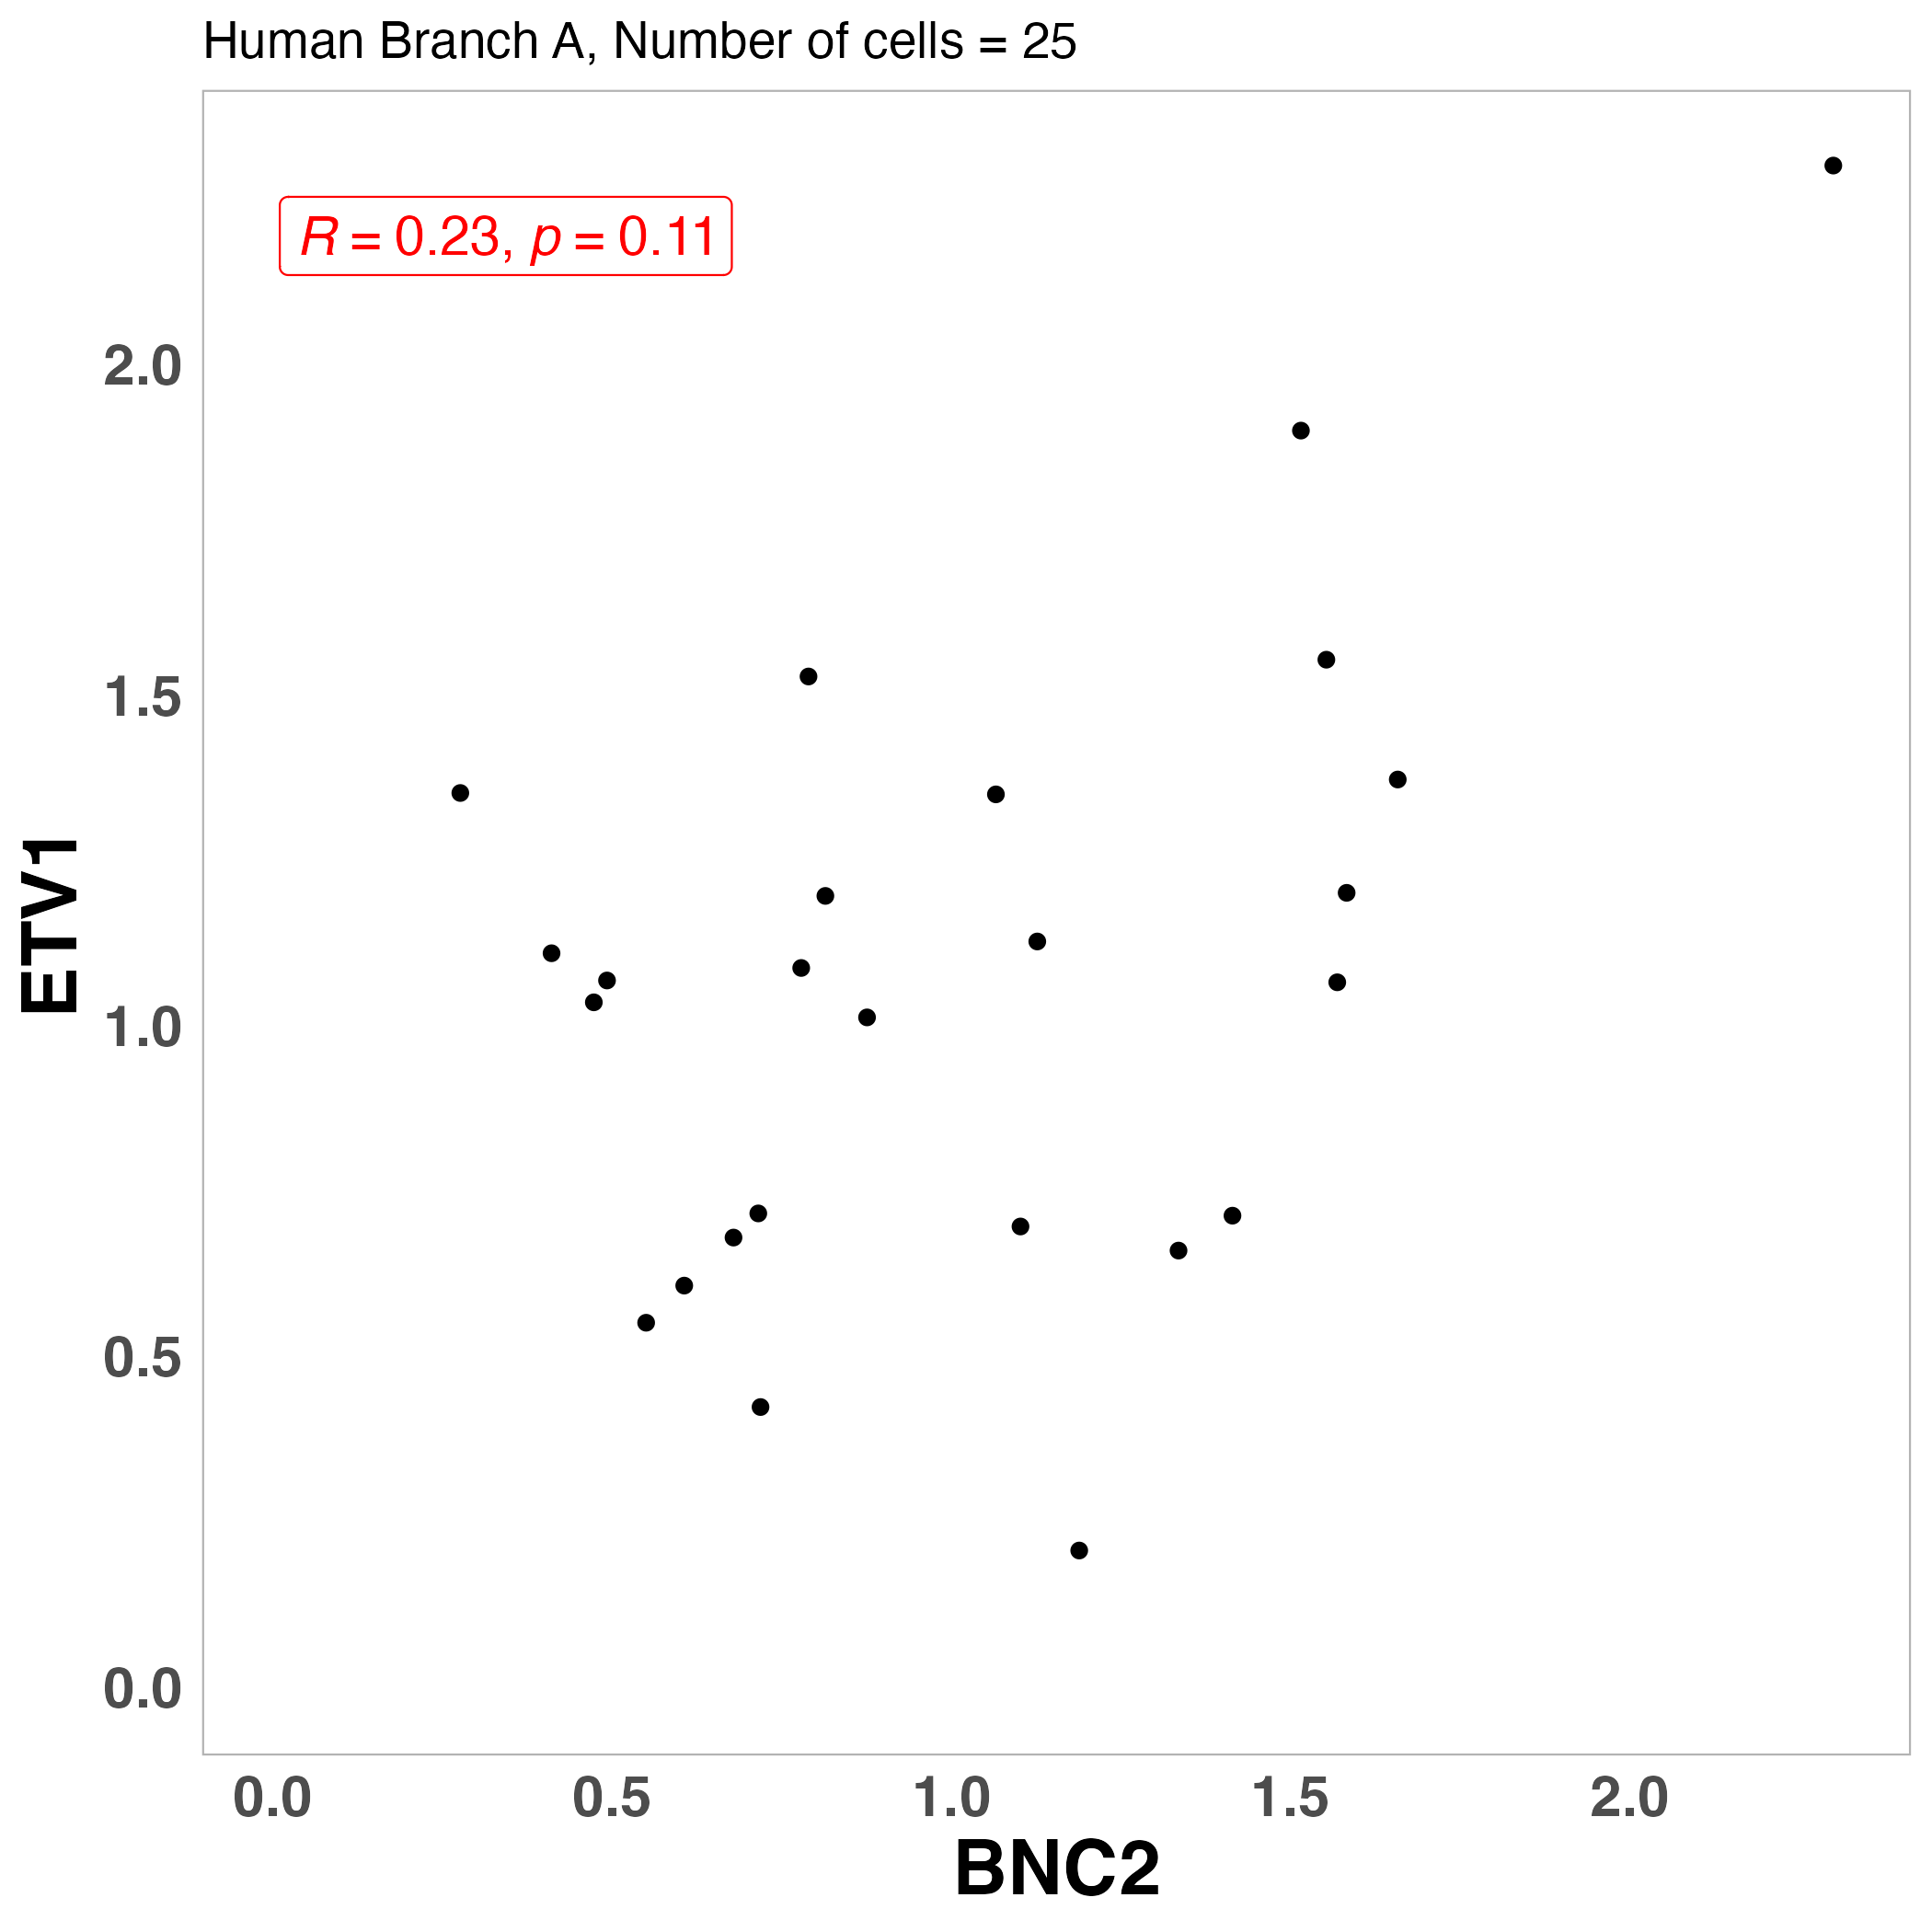 Human Branch A, Number of cells = 25
R = 0.23, p = 0.11
2.0
1.5
1.0
0.5
0.0
ETV1
0.0 0.5 1.0 1.5 2.0
BNC2